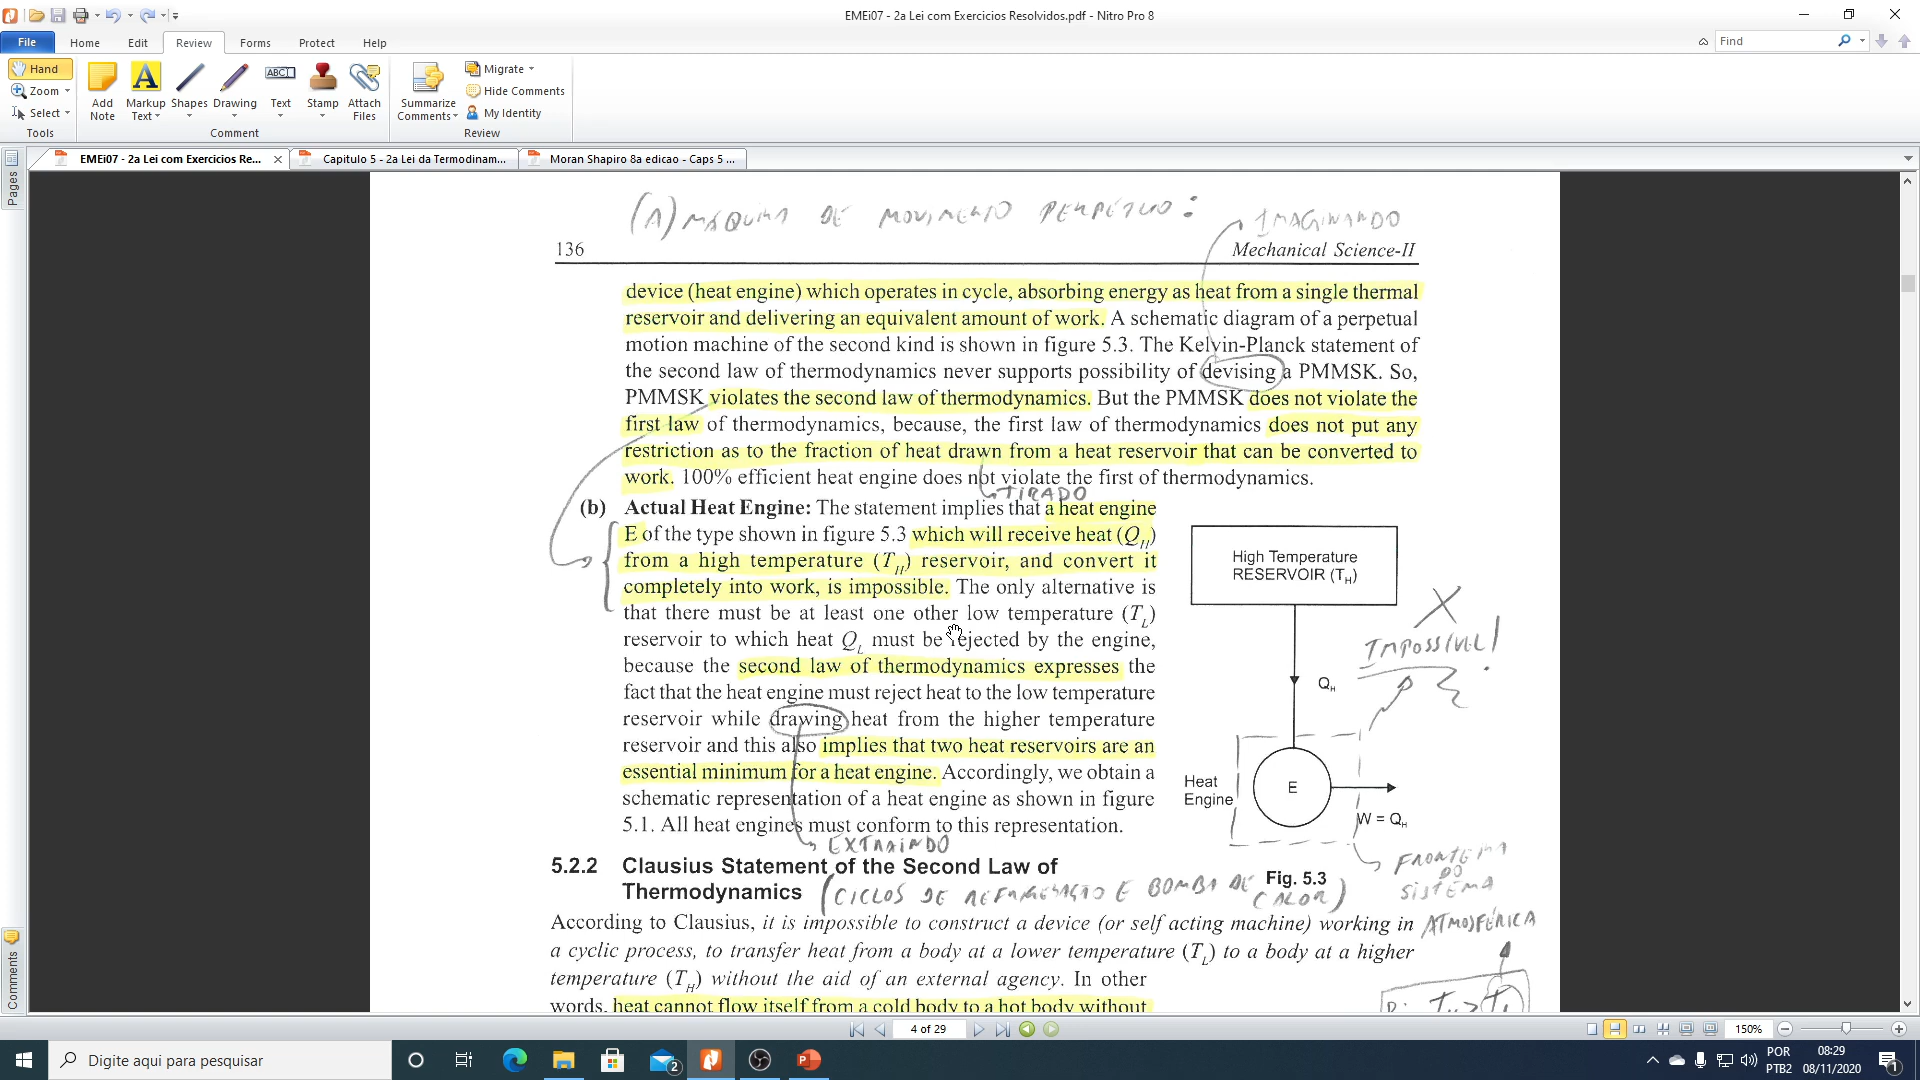 EMEi07 - 2a Lei com Exercicios Resolvidos.pdf - Nitro Pro 8
File Home Edit Review Forms Protect Help
Find
Hand
Zoom
Select
Tools
Add Note
Markup Text
Shapes
Drawing
Text
Stamp
Attach Files
Comment
Summarize Comments
Migrate
Hide Comments
My Identity
Review
EMEi07 - 2a Lei com Exercicios Re...
Capitulo 5 - 2a Lei da Termodinam...
Moran Shapiro 8a edicao - Caps 5 ...
Pages
Comments
(A) MÁQUINA DE MOVIMENTO PERPÉTUO:
IMAGINANDO
136 Mechanical Science-II
device (heat engine) which operates in cycle, absorbing energy as heat from a single thermal
reservoir and delivering an equivalent amount of work. A schematic diagram of a perpetual
motion machine of the second kind is shown in figure 5.3. The Kelvin-Planck statement of
the second law of thermodynamics never supports possibility of devising a PMMSK. So,
PMMSK violates the second law of thermodynamics. But the PMMSK does not violate the
first law of thermodynamics, because, the first law of thermodynamics does not put any
restriction as to the fraction of heat drawn from a heat reservoir that can be converted to
work. 100% efficient heat engine does not violate the first of thermodynamics.
TIRADO
(b) Actual Heat Engine: The statement implies that a heat engine
E of the type shown in figure 5.3 which will receive heat (QH)
from a high temperature (TH) reservoir, and convert it
completely into work, is impossible. The only alternative is
that there must be at least one other low temperature (TL)
reservoir to which heat QL must be rejected by the engine,
because the second law of thermodynamics expresses the
fact that the heat engine must reject heat to the low temperature
reservoir while drawing heat from the higher temperature
reservoir and this also implies that two heat reservoirs are an
essential minimum for a heat engine. Accordingly, we obtain a
schematic representation of a heat engine as shown in figure
5.1. All heat engines must conform to this representation.
EXTRAINDO
High Temperature
RESERVOIR (TH)
X
IMPOSSÍVEL!
QH
Heat
Engine
E
W = QH
FRONTEIRA
DO
SISTEMA
Fig. 5.3
5.2.2 Clausius Statement of the Second Law of
Thermodynamics
(CICLOS DE REFRIGERAÇÃO E BOMBA DE
CALOR)
According to Clausius, it is impossible to construct a device (or self acting machine) working in
ATMOSFÉRICA
a cyclic process, to transfer heat from a body at a lower temperature (TL) to a body at a higher
temperature (TH) without the aid of an external agency. In other
words, heat cannot flow itself from a cold body to a hot body without
4 of 29
150%
Digite aqui para pesquisar
2
POR
PTB2
08:29
08/11/2020
1